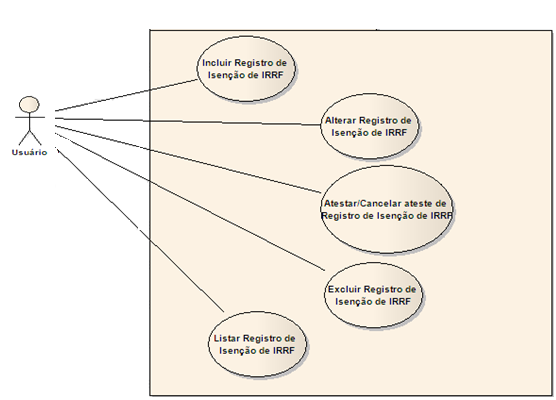 Incluir Registro de
Isenção de IRRF
Alterar Registro de
Isenção de IRRF
Usuário
Atestar/Cancelar ateste de
Registro de Isenção de IRRF
Excluir Registro de
Isenção de IRRF
Listar Registro de
Isenção de IRRF